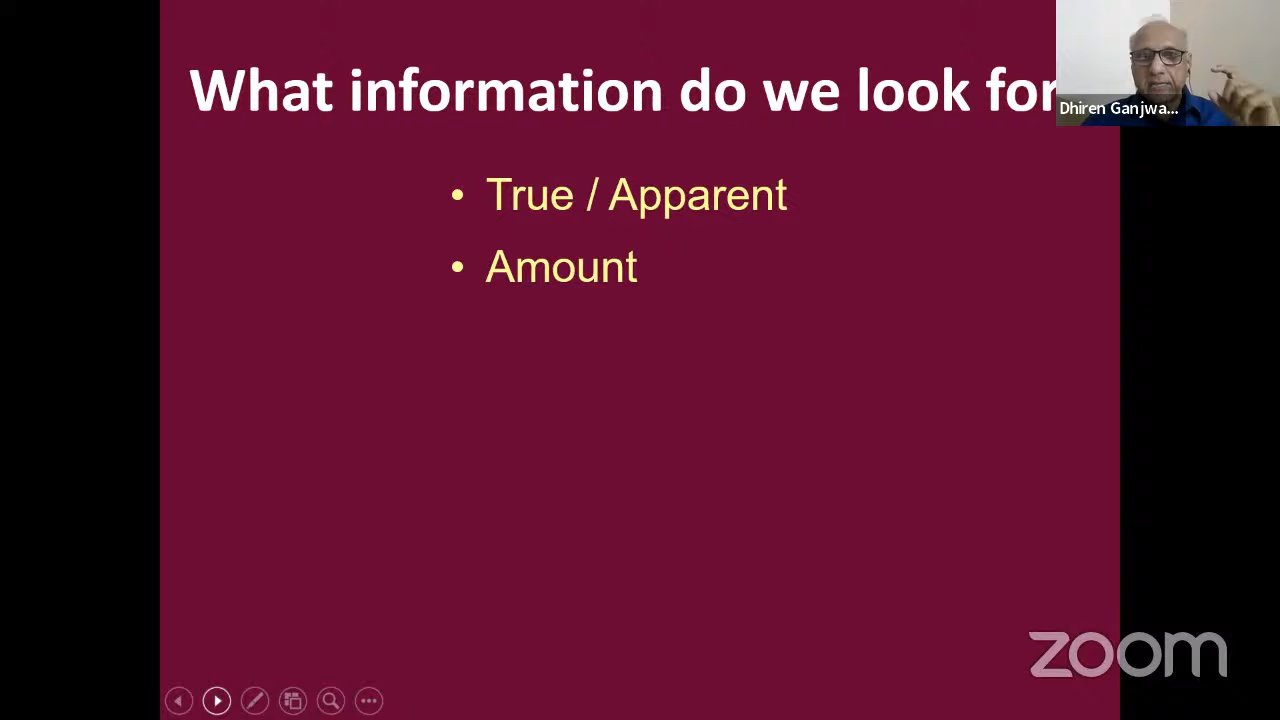 What information do we look for
Dhiren Ganjwa...
• True / Apparent
• Amount
zoom